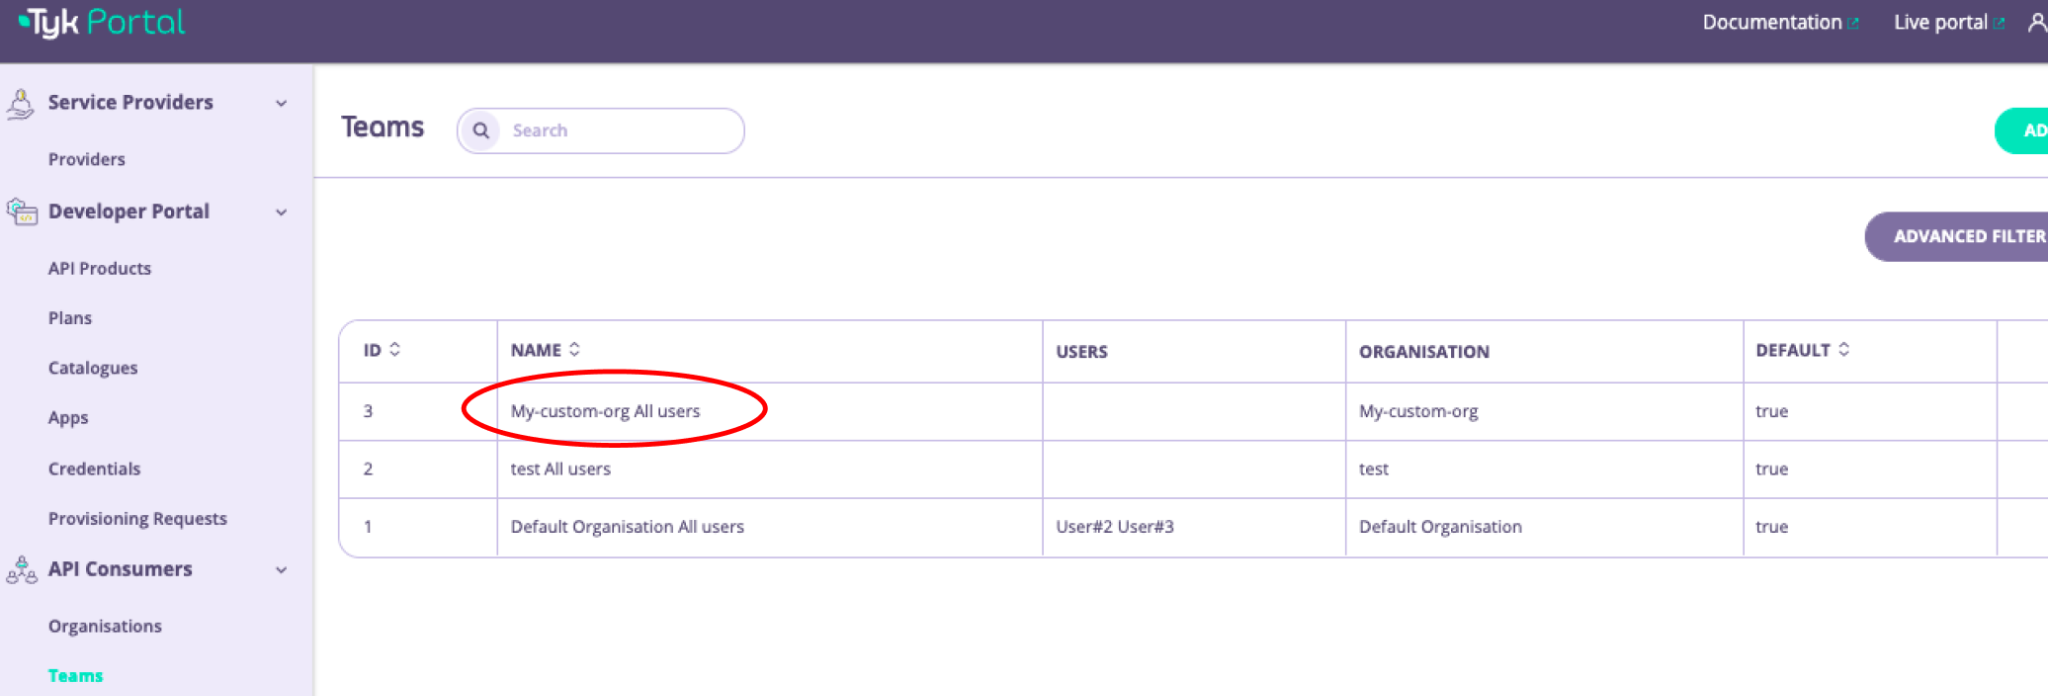 Tyk Portal
Documentation
Live portal
Service Providers
Providers
Developer Portal
API Products
Plans
Catalogues
Apps
Credentials
Provisioning Requests
API Consumers
Organisations
Teams
Teams
Search
AD
ADVANCED FILTER
ID NAME USERS ORGANISATION DEFAULT
3 My-custom-org All users My-custom-org true
2 test All users test true
1 Default Organisation All users User#2 User#3 Default Organisation true